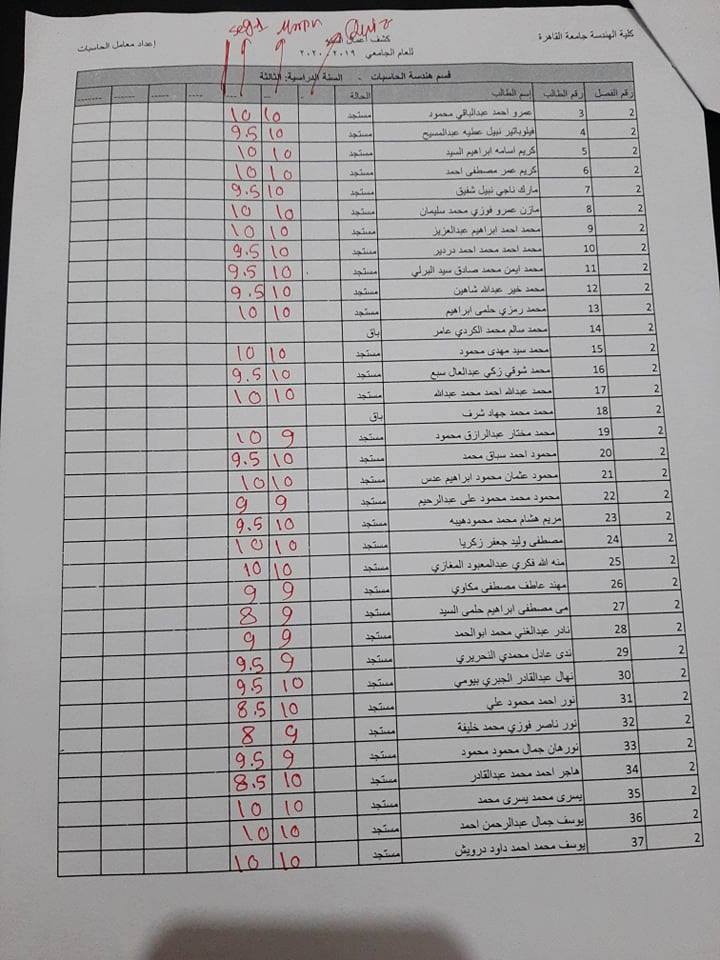 كلية الهندسة جامعة القاهرة
كشف أعمال السنة
إعداد معامل الحاسبات
للعام الجامعي ٢٠١٩ / ٢٠٢٠
قسم هندسة الحاسبات - السنة الدراسية: الثالثة
رقم الفصل رقم الطالب إسم الطالب الحالة
2 3 عمرو احمد عبدالباقي محمود مستجد 10 10
2 4 فيلوباتير نبيل عطيه عبدالمسيح مستجد 10 9.5
2 5 كريم اسامه ابراهيم السيد مستجد 10 10
2 6 كريم عمر مصطفى احمد مستجد 10 10
2 7 مارك ناجي نبيل شفيق مستجد 10 9.5
2 8 مازن عمرو فوزي محمد سليمان مستجد 10 10
2 9 محمد احمد ابراهيم عبدالعزيز مستجد 10 10
2 10 محمد احمد محمد احمد دردير مستجد 10 9.5
2 11 محمد ايمن محمد صادق سيد البرلي مستجد 10 9.5
2 12 محمد خير عبدالله شاهين مستجد 10 9.5
2 13 محمد رمزي حلمى ابراهيم مستجد 10 10
2 14 محمد سالم محمد الكردي عامر باق
2 15 محمد سيد مهدى محمود مستجد 10 10
2 16 محمد شوقي زكي عبدالعال سبع مستجد 10 9.5
2 17 محمد عبدالله احمد محمد عبدالله مستجد 10 10
2 18 محمد محمد جهاد شرف باق
2 19 محمد مختار عبدالرازق محمود مستجد 9 10
2 20 محمود احمد سباق محمد مستجد 10 9.5
2 21 محمود عثمان محمود ابراهيم عدس مستجد 10 10
2 22 محمود محمد محمود على عبدالرحيم مستجد 9 9
2 23 مريم هشام محمد محمودهيبه مستجد 10 9.5
2 24 مصطفى وليد جعفر زكريا مستجد 10 10
2 25 منه الله فكري عبدالمعبود المغازي مستجد 10 10
2 26 مهند عاطف مصطفى مكاوي مستجد 9 9
2 27 مى مصطفى ابراهيم حلمى السيد مستجد 9 8
2 28 نادر عبدالغني محمد ابوالحمد مستجد 9 9
2 29 ندى عادل محمدي النحريري مستجد 9 9.5
2 30 نهال عبدالقادر الجبري بيومي مستجد 10 9.5
2 31 نور احمد محمود علي مستجد 10 8.5
2 32 نور ناصر فوزي محمد خليفة مستجد 9 8
2 33 نورهان جمال محمود محمود مستجد 9 9.5
2 34 هاجر احمد محمد عبدالقادر مستجد 10 8.5
2 35 يسرى محمد يسرى محمد مستجد 10 10
2 36 يوسف جمال عبدالرحمن احمد مستجد 10 10
2 37 يوسف محمد احمد داود درويش مستجد 10 10